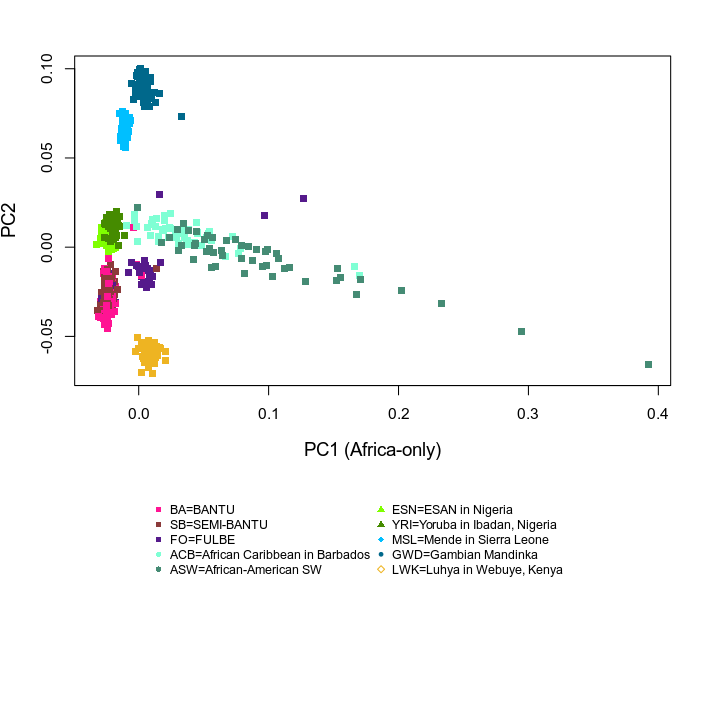 0.10
0.05
0.00
-0.05
PC2
0.0 0.1 0.2 0.3 0.4
PC1 (Africa-only)
BA=BANTU
SB=SEMI-BANTU
FO=FULBE
ACB=African Caribbean in Barbados
ASW=African-American SW
ESN=ESAN in Nigeria
YRI=Yoruba in Ibadan, Nigeria
MSL=Mende in Sierra Leone
GWD=Gambian Mandinka
LWK=Luhya in Webuye, Kenya